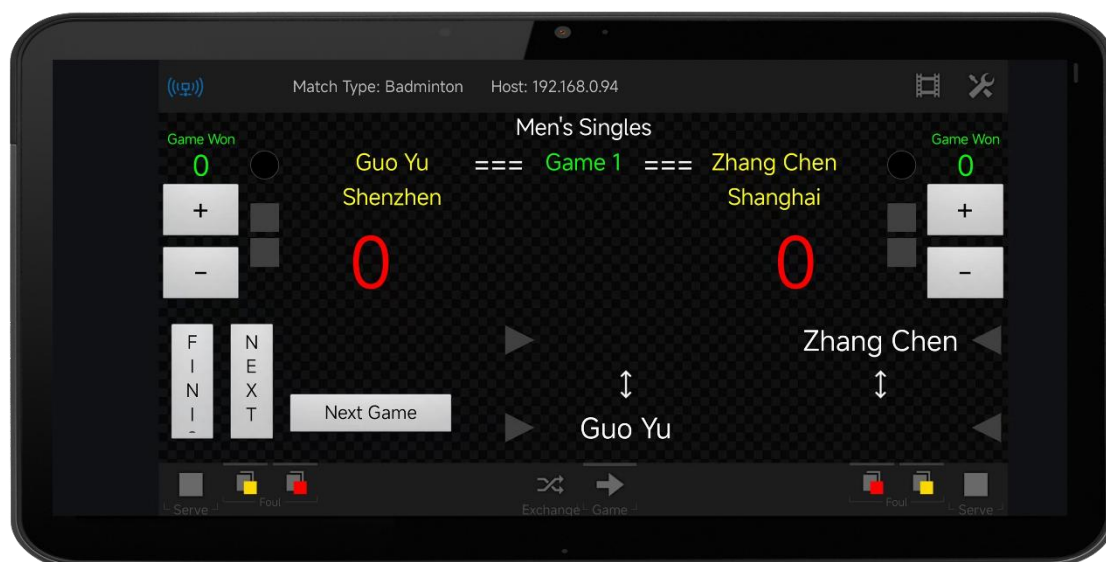 Match Type: Badminton Host: 192.168.0.94
Men's Singles
Game Won
0
Guo Yu === Game 1 === Zhang Chen
Game Won
0
Shenzhen
Shanghai
+
-
0
0
+
-
FINI
NEXT
Next Game
Zhang Chen
↕
↕
Guo Yu
Serve
Foul
Exchange
Game
Foul
Serve